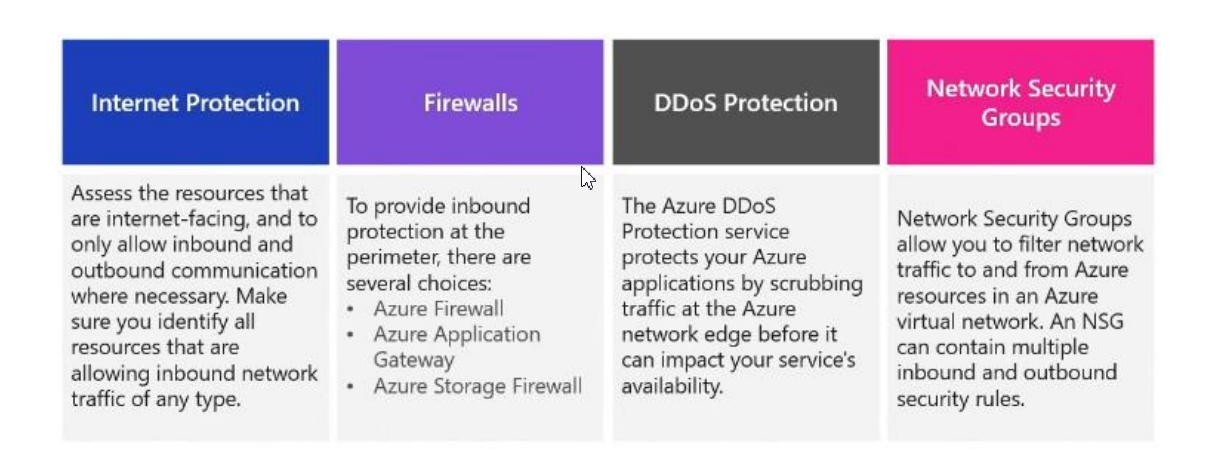 Internet Protection
Assess the resources that
are internet-facing, and to
only allow inbound and
outbound communication
where necessary. Make
sure you identify all
resources that are
allowing inbound network
traffic of any type.
Firewalls
To provide inbound
protection at the
perimeter, there are
several choices:
• Azure Firewall
• Azure Application
Gateway
• Azure Storage Firewall
DDoS Protection
The Azure DDoS
Protection service
protects your Azure
applications by scrubbing
traffic at the Azure
network edge before it
can impact your service's
availability.
Network Security
Groups
Network Security Groups
allow you to filter network
traffic to and from Azure
resources in an Azure
virtual network. An NSG
can contain multiple
inbound and outbound
security rules.